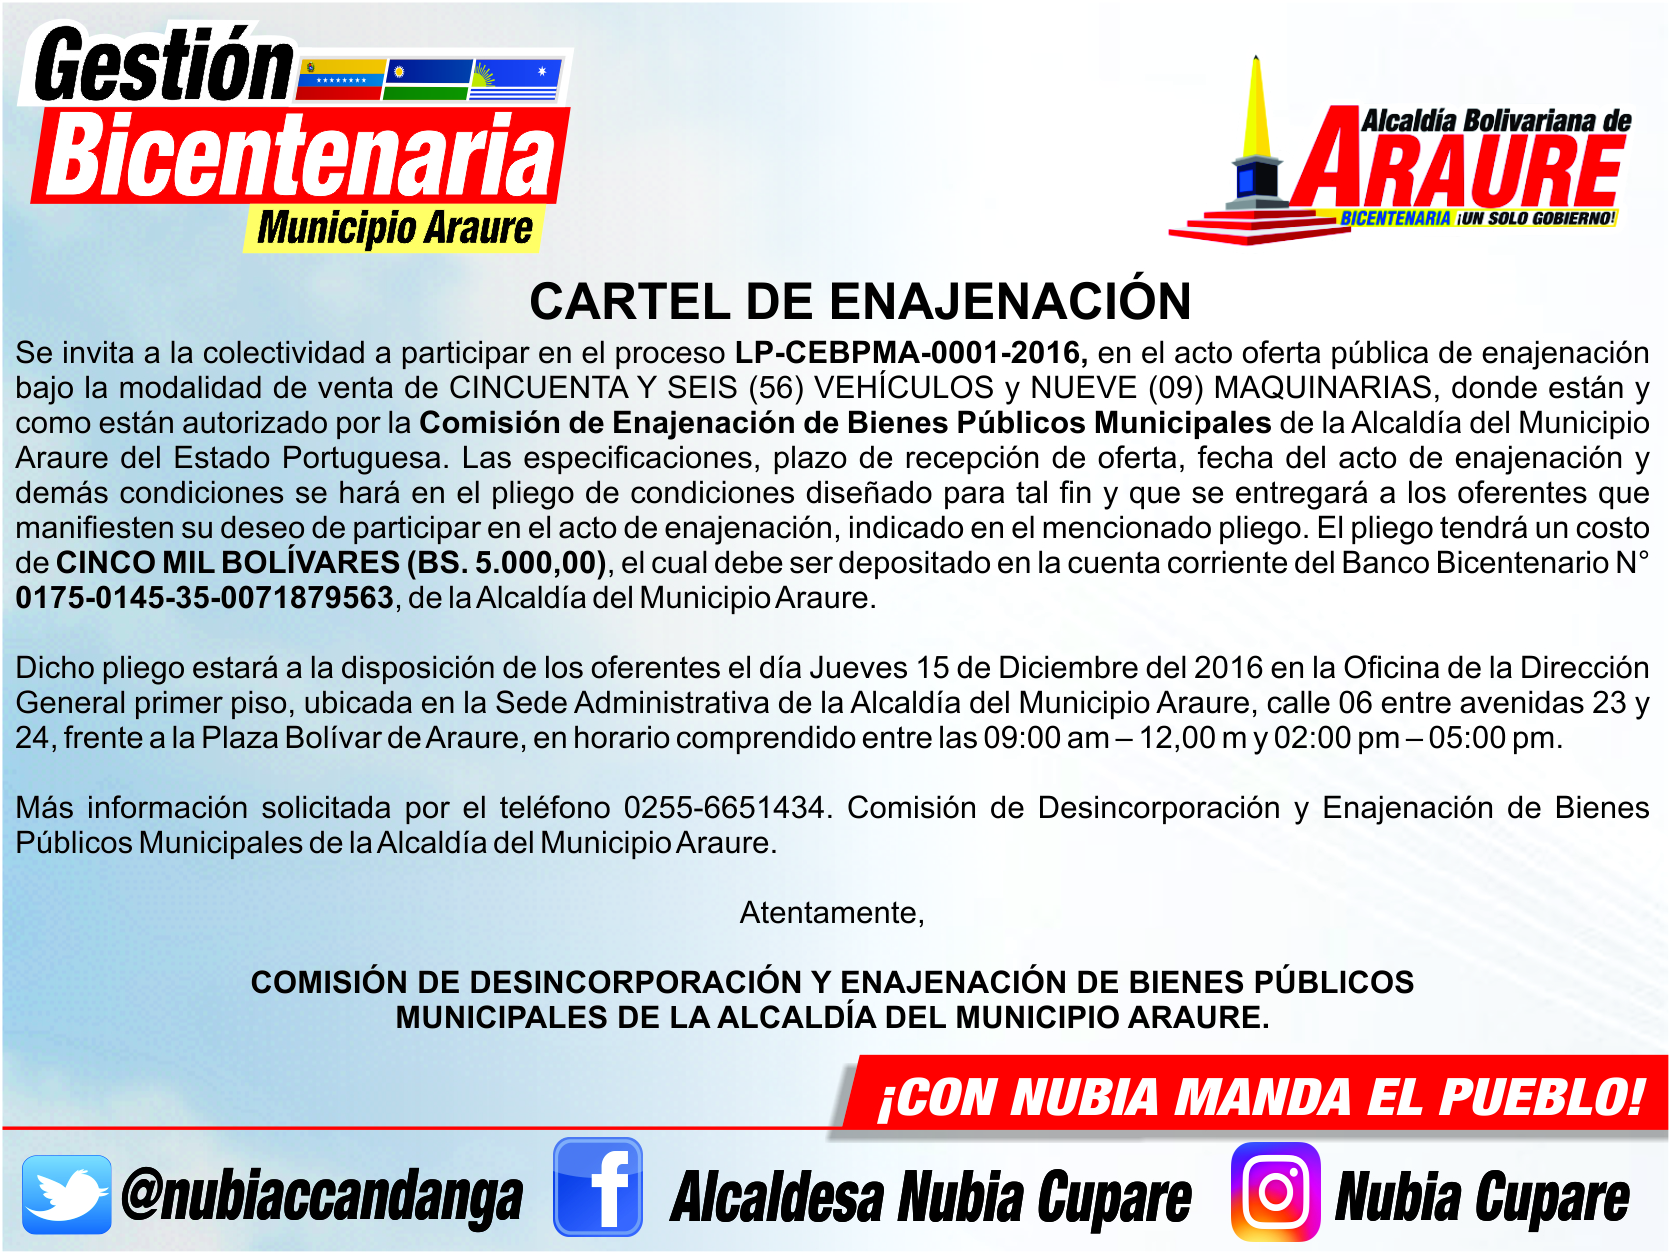 Gestión
Bicentenaria
Municipio Araure
Alcaldía Bolivariana de
ARAURE
BICENTENARIA ¡UN SOLO GOBIERNO!
CARTEL DE ENAJENACIÓN
Se invita a la colectividad a participar en el proceso LP-CEBPMA-0001-2016, en el acto oferta pública de enajenación
bajo la modalidad de venta de CINCUENTA Y SEIS (56) VEHÍCULOS y NUEVE (09) MAQUINARIAS, donde están y
como están autorizado por la Comisión de Enajenación de Bienes Públicos Municipales de la Alcaldía del Municipio
Araure del Estado Portuguesa. Las especificaciones, plazo de recepción de oferta, fecha del acto de enajenación y
demás condiciones se hará en el pliego de condiciones diseñado para tal fin y que se entregará a los oferentes que
manifiesten su deseo de participar en el acto de enajenación, indicado en el mencionado pliego. El pliego tendrá un costo
de CINCO MIL BOLÍVARES (BS. 5.000,00), el cual debe ser depositado en la cuenta corriente del Banco Bicentenario N°
0175-0145-35-0071879563, de la Alcaldía del Municipio Araure.
Dicho pliego estará a la disposición de los oferentes el día Jueves 15 de Diciembre del 2016 en la Oficina de la Dirección
General primer piso, ubicada en la Sede Administrativa de la Alcaldía del Municipio Araure, calle 06 entre avenidas 23 y
24, frente a la Plaza Bolívar de Araure, en horario comprendido entre las 09:00 am – 12,00 m y 02:00 pm – 05:00 pm.
Más información solicitada por el teléfono 0255-6651434. Comisión de Desincorporación y Enajenación de Bienes
Públicos Municipales de la Alcaldía del Municipio Araure.
Atentamente,
COMISIÓN DE DESINCORPORACIÓN Y ENAJENACIÓN DE BIENES PÚBLICOS
MUNICIPALES DE LA ALCALDÍA DEL MUNICIPIO ARAURE.
¡CON NUBIA MANDA EL PUEBLO!
@nubiaccandanga
Alcaldesa Nubia Cupare
Nubia Cupare